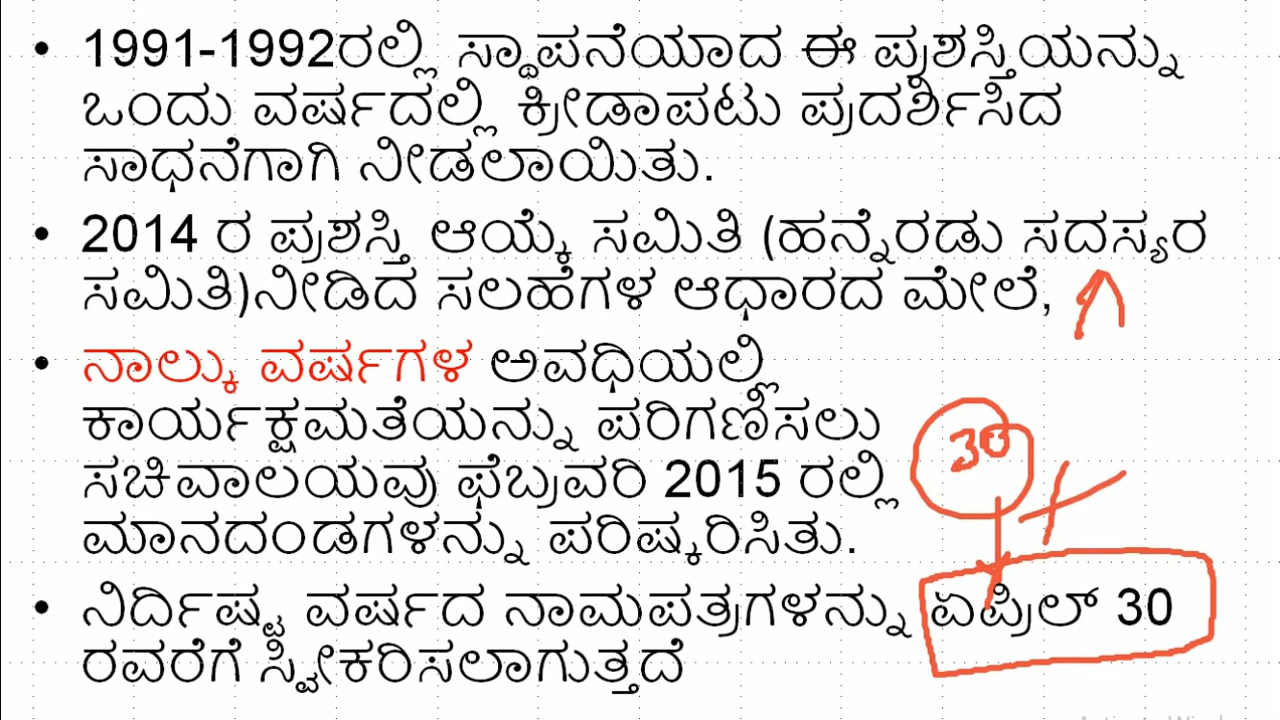 • 1991-1992ರಲ್ಲಿ ಸ್ಥಾಪನೆಯಾದ ಈ ಪ್ರಶಸ್ತಿಯನ್ನು
ಒಂದು ವರ್ಷದಲ್ಲಿ ಕ್ರೀಡಾಪಟು ಪ್ರದರ್ಶಿಸಿದ
ಸಾಧನೆಗಾಗಿ ನೀಡಲಾಯಿತು.
• 2014 ರ ಪ್ರಶಸ್ತಿ ಆಯ್ಕೆ ಸಮಿತಿ (ಹನ್ನೆರಡು ಸದಸ್ಯರ
ಸಮಿತಿ)ನೀಡಿದ ಸಲಹೆಗಳ ಆಧಾರದ ಮೇಲೆ,
• ನಾಲ್ಕು ವರ್ಷಗಳ ಅವಧಿಯಲ್ಲಿ
ಕಾರ್ಯಕ್ಷಮತೆಯನ್ನು ಪರಿಗಣಿಸಲು
30
ಸಚಿವಾಲಯವು ಫೆಬ್ರವರಿ 2015 ರಲ್ಲಿ
ಮಾನದಂಡಗಳನ್ನು ಪರಿಷ್ಕರಿಸಿತು.
• ನಿರ್ದಿಷ್ಟ ವರ್ಷದ ನಾಮಪತ್ರಗಳನ್ನು ಏಪ್ರಿಲ್ 30
ರವರೆಗೆ ಸ್ವೀಕರಿಸಲಾಗುತ್ತದೆ